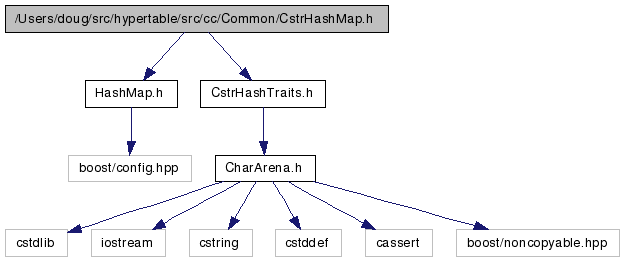 /Users/doug/src/hypertable/src/cc/Common/CstrHashMap.h
HashMap.h
CstrHashTraits.h
boost/config.hpp
CharArena.h
cstdlib
iostream
cstring
cstddef
cassert
boost/noncopyable.hpp